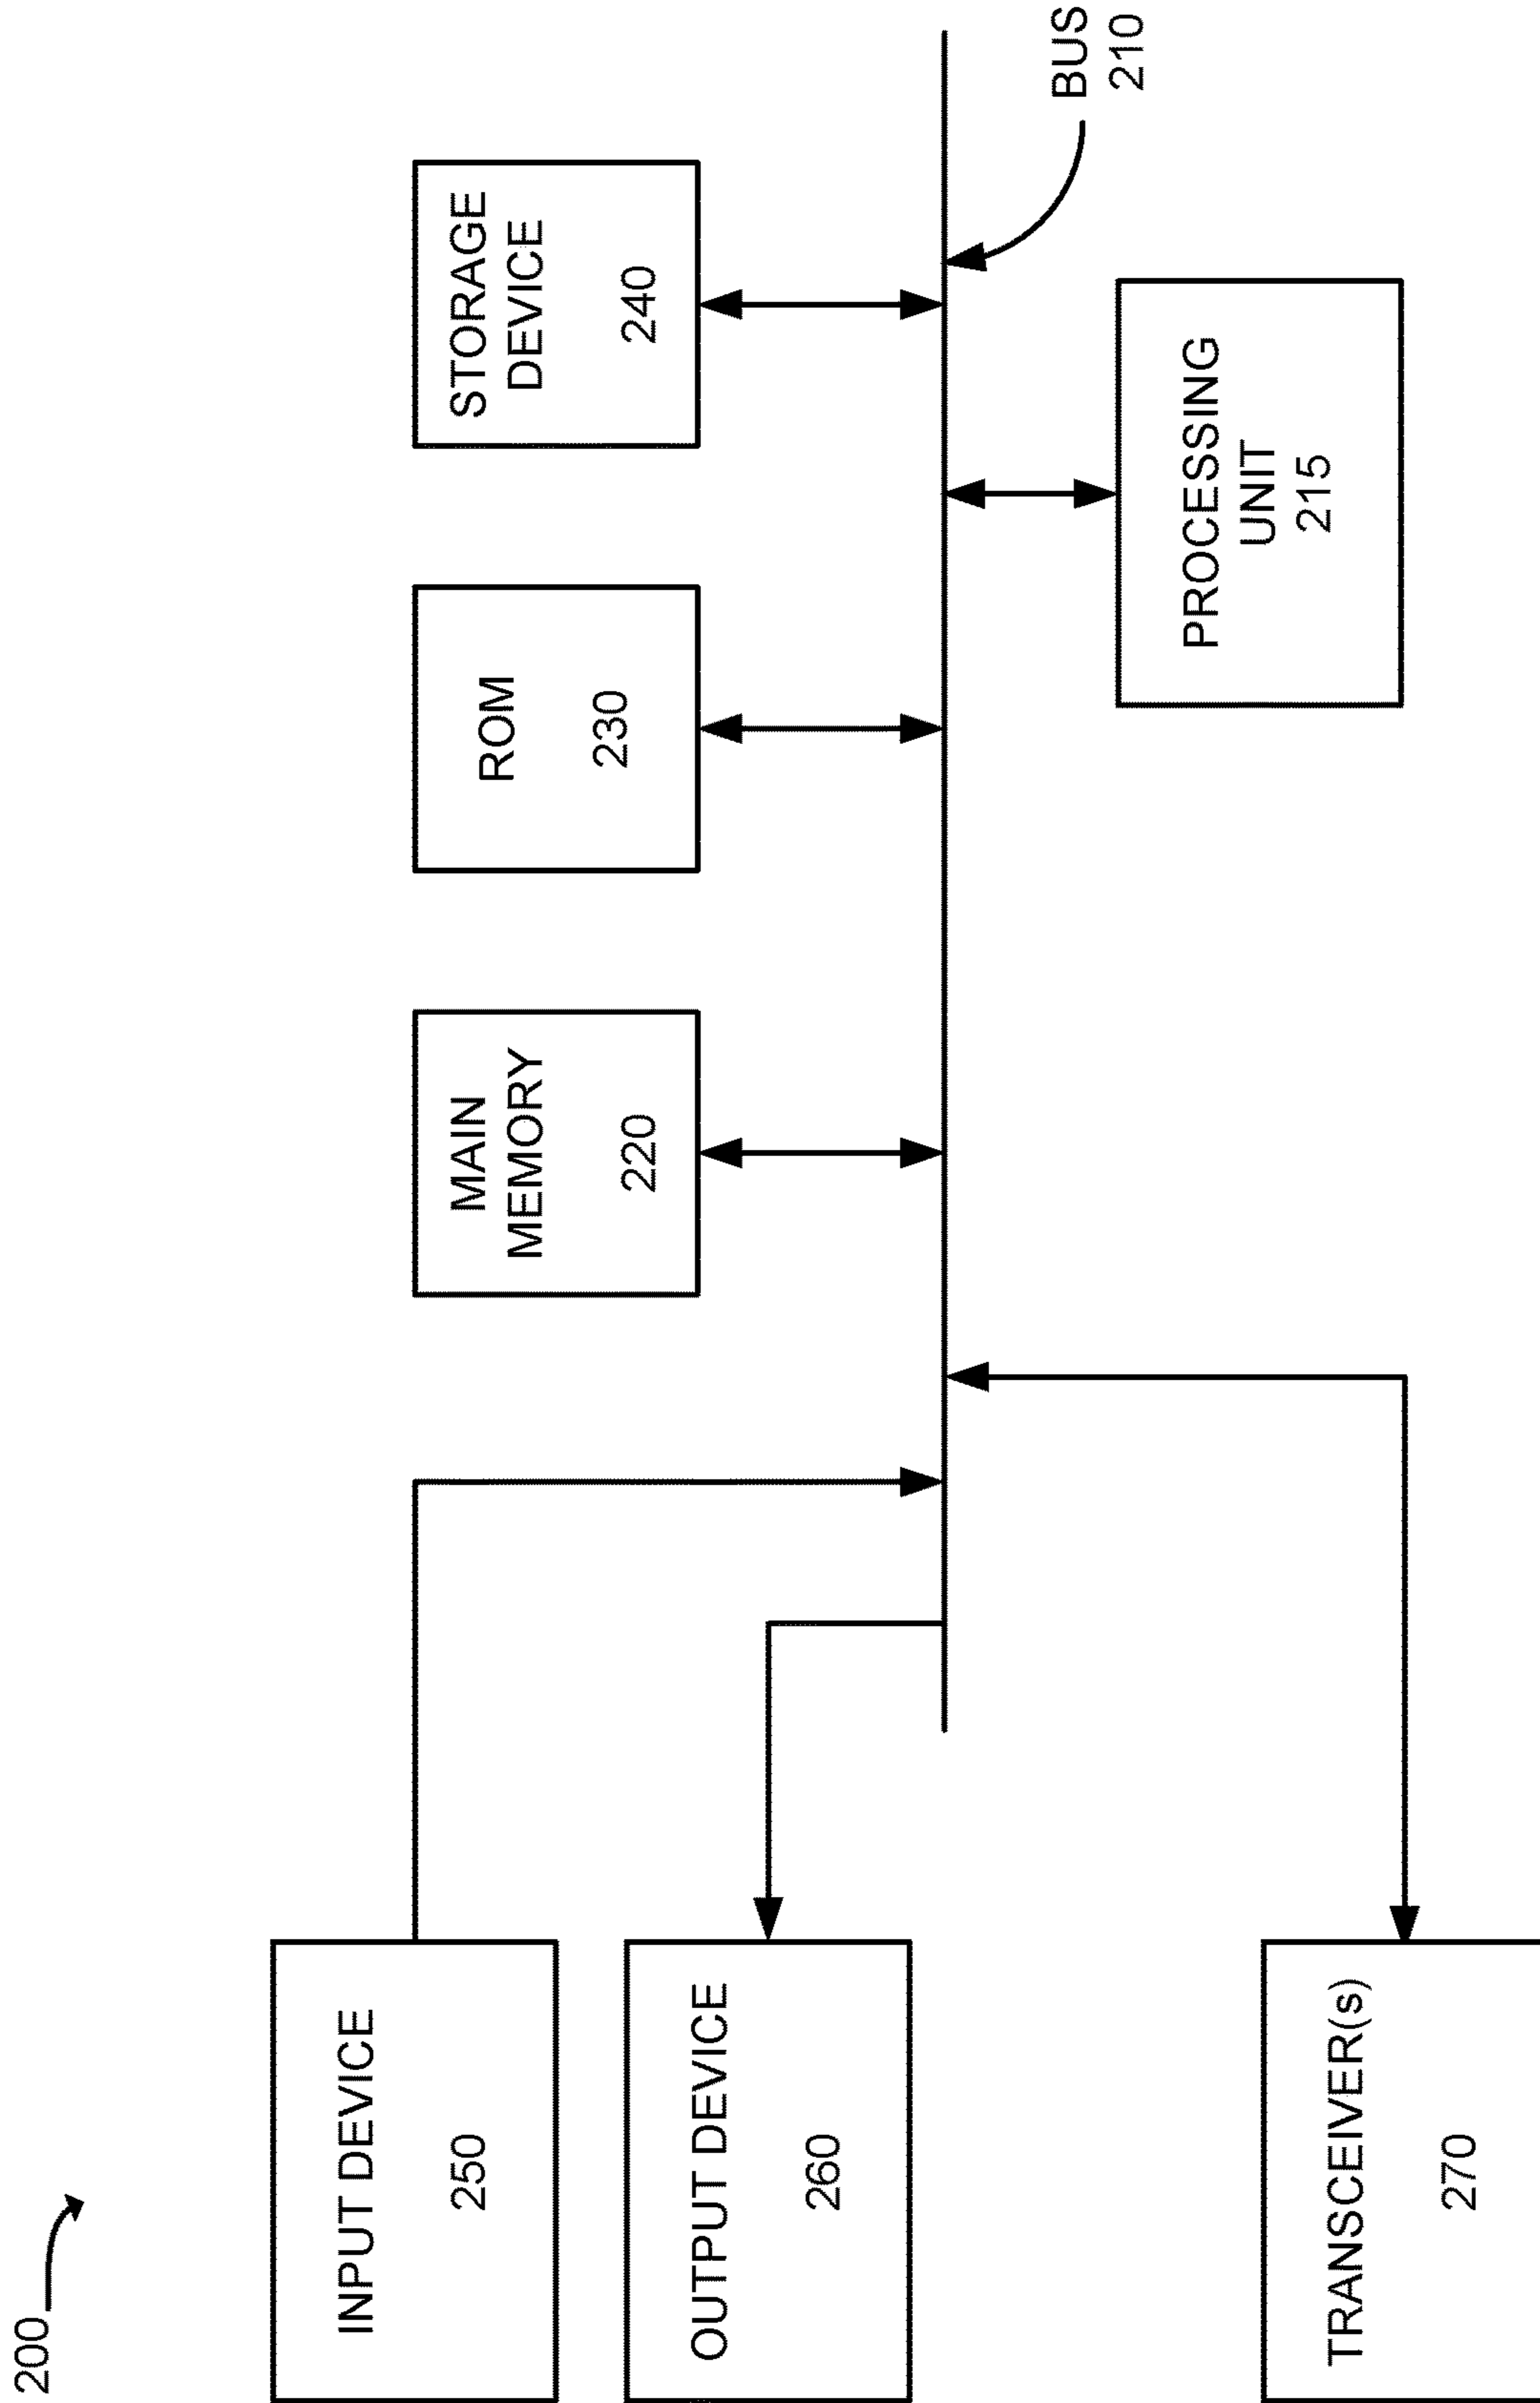 200
INPUT DEVICE
250
OUTPUT DEVICE
260
TRANSCEIVER(s)
270
MAIN
MEMORY
220
ROM
230
STORAGE
DEVICE
240
PROCESSING
UNIT
215
BUS
210